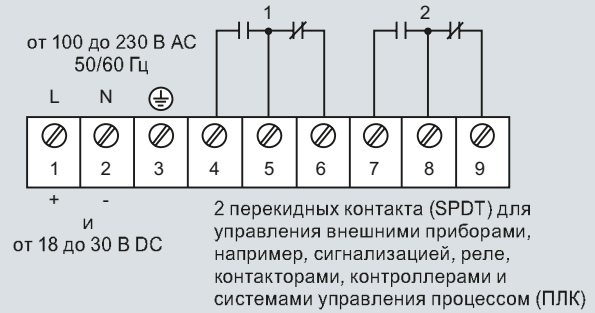 1 2
от 100 до 230 В АС
50/60 Гц
L N
1 2 3 4 5 6 7 8 9
+ -
и
от 18 до 30 В DC
2 перекидных контакта (SPDT) для
управления внешними приборами,
например, сигнализацией, реле,
контакторами, контроллерами и
системами управления процессом (ПЛК)